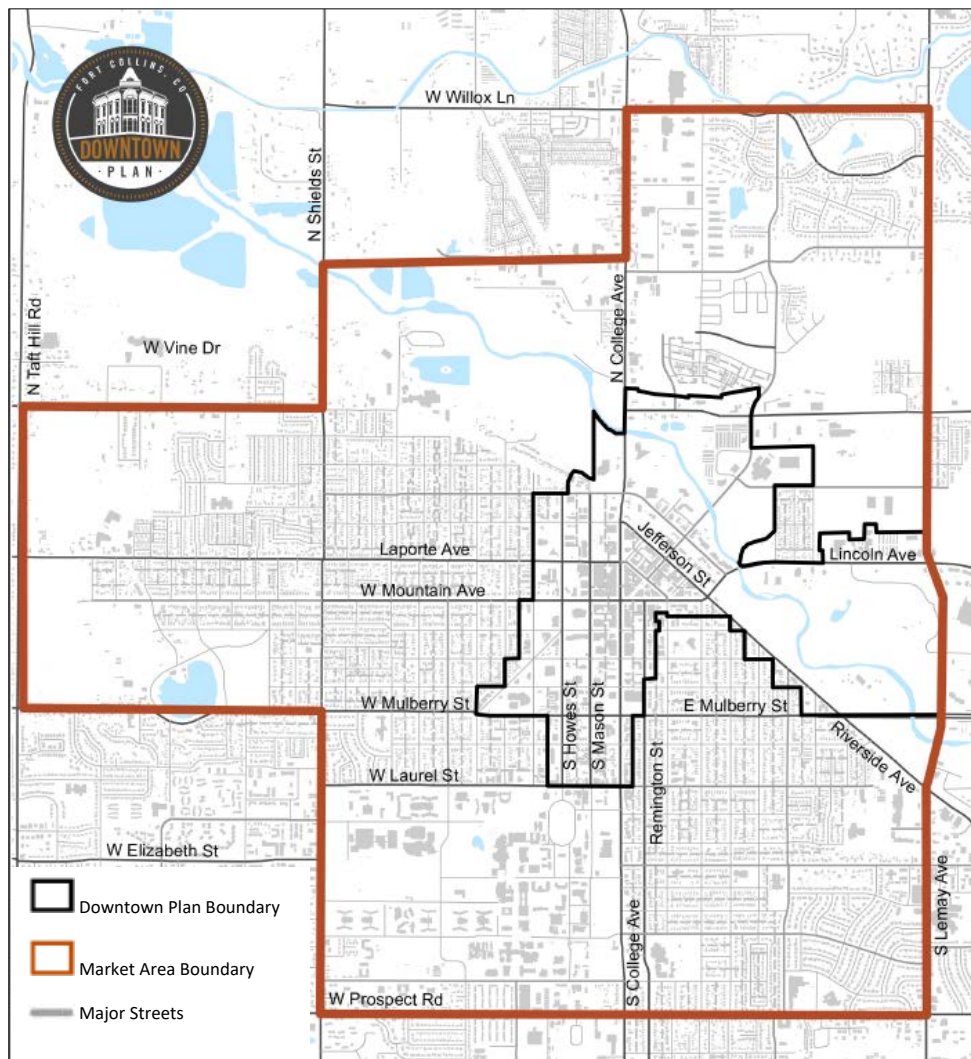 FORT COLLINS, CO
DOWNTOWN
· PLAN ·
W Willox Ln
N Shields St
N Taft Hill Rd
N College Ave
W Vine Dr
Laporte Ave
Jefferson St
Lincoln Ave
W Mountain Ave
W Mulberry St
S Howes St
S Mason St
E Mulberry St
Riverside Ave
W Laurel St
Remington St
W Elizabeth St
S College Ave
S Lemay Ave
W Prospect Rd
Downtown Plan Boundary
Market Area Boundary
Major Streets